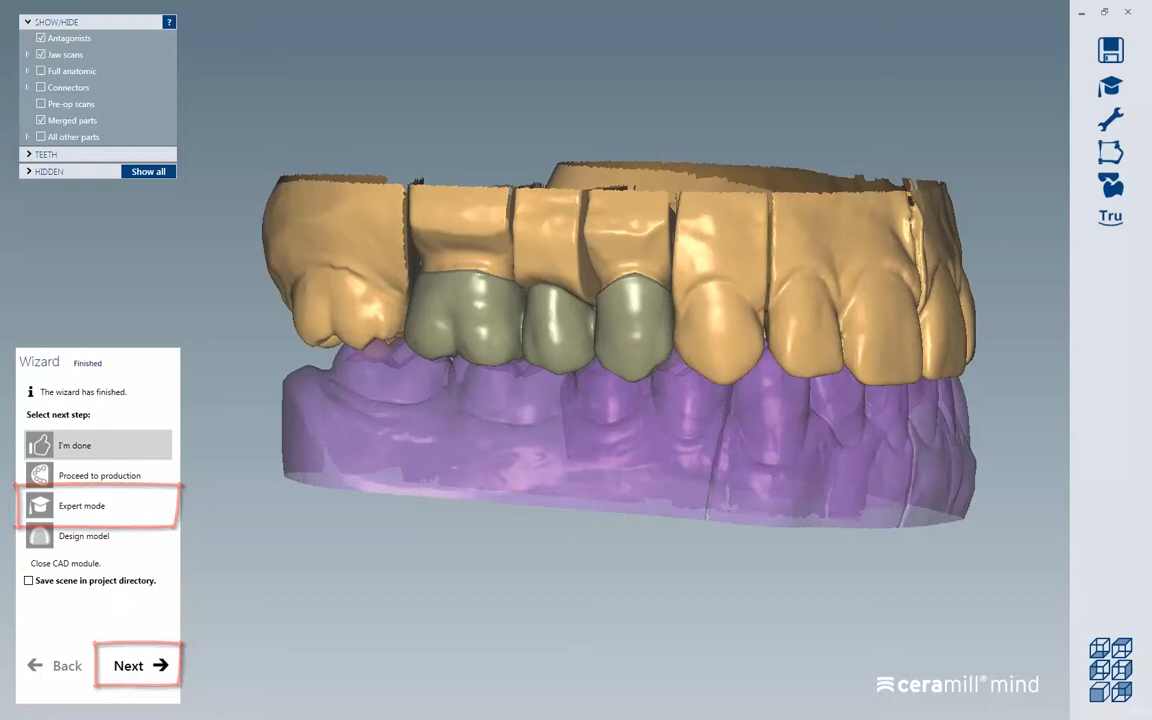 SHOW/HIDE ?
Antagonists
Jaw scans
Full anatomic
Connectors
Pre-op scans
Merged parts
All other parts
TEETH
HIDDEN Show all
Tru
Wizard Finished
The wizard has finished.
Select next step:
I'm done
Proceed to production
Expert mode
Design model
Close CAD module.
Save scene in project directory.
Back Next
ceramill® mind